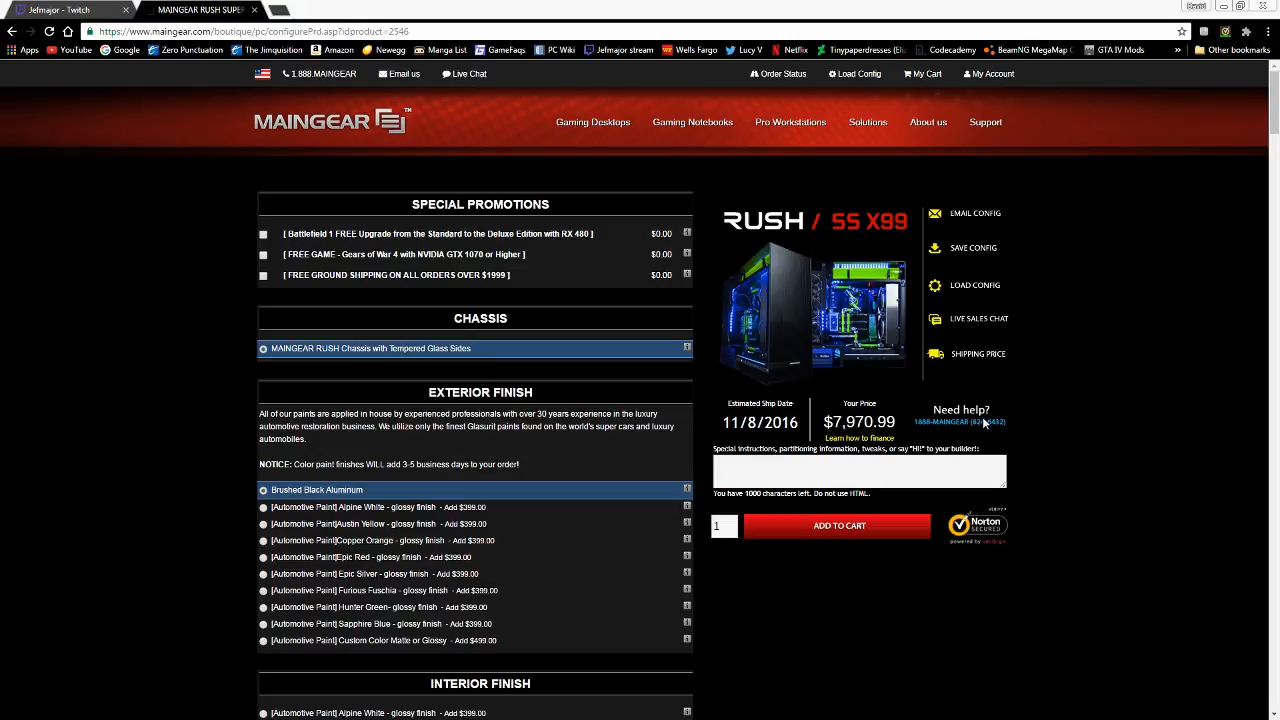 Jefmajor - Twitch
MAINGEAR RUSH SUPER
https://www.maingear.com/boutique/pc/configurePrd.asp?idproduct=2546
Apps YouTube Google Zero Punctuation The Jimquisition Amazon Newegg Manga List GameFaqs PC Wiki Jefmajor stream Wells Fargo Lucy V Netflix Tinypaperdresses (Eli Codecademy BeamNG MegaMap GTA IV Mods » Other bookmarks
1.888.MAINGEAR Email us Live Chat Order Status Load Config My Cart My Account
MAINGEAR ™
Gaming Desktops Gaming Notebooks Pro Workstations Solutions About us Support
SPECIAL PROMOTIONS
[ Battlefield 1 FREE Upgrade from the Standard to the Deluxe Edition with RX 480 ] $0.00
[ FREE GAME - Gears of War 4 with NVIDIA GTX 1070 or Higher ] $0.00
[ FREE GROUND SHIPPING ON ALL ORDERS OVER $1999 ] $0.00
CHASSIS
MAINGEAR RUSH Chassis with Tempered Glass Sides
EXTERIOR FINISH
All of our paints are applied in house by experienced professionals with over 30 years experience in the luxury
automotive restoration business. We utilize only the finest Glasurit paints found on the world's super cars and luxury
automobiles.
NOTICE: Color paint finishes WILL add 3-5 business days to your order!
Brushed Black Aluminum
[Automotive Paint] Alpine White - glossy finish - Add $399.00
[Automotive Paint]Austin Yellow - glossy finish - Add $399.00
[Automotive Paint]Copper Orange - glossy finish - Add $399.00
[Automotive Paint]Epic Red - glossy finish - Add $399.00
[Automotive Paint] Epic Silver - glossy finish - Add $399.00
[Automotive Paint] Furious Fuschia - glossy finish - Add $399.00
[Automotive Paint] Hunter Green- glossy finish - Add $399.00
[Automotive Paint] Sapphire Blue - glossy finish - Add $399.00
[Automotive Paint] Custom Color Matte or Glossy - Add $499.00
INTERIOR FINISH
[Automotive Paint] Alpine White - glossy finish - Add $399.00
RUSH / SS X99
EMAIL CONFIG
SAVE CONFIG
LOAD CONFIG
LIVE SALES CHAT
SHIPPING PRICE
Estimated Ship Date
11/8/2016
Your Price
$7,970.99
Learn how to finance
Need help?
1888-MAINGEAR
Special instructions, partitioning information, tweaks, or say "HI!" to your builder!:
You have 1000 characters left. Do not use HTML.
1
ADD TO CART
Norton
SECURED
powered by